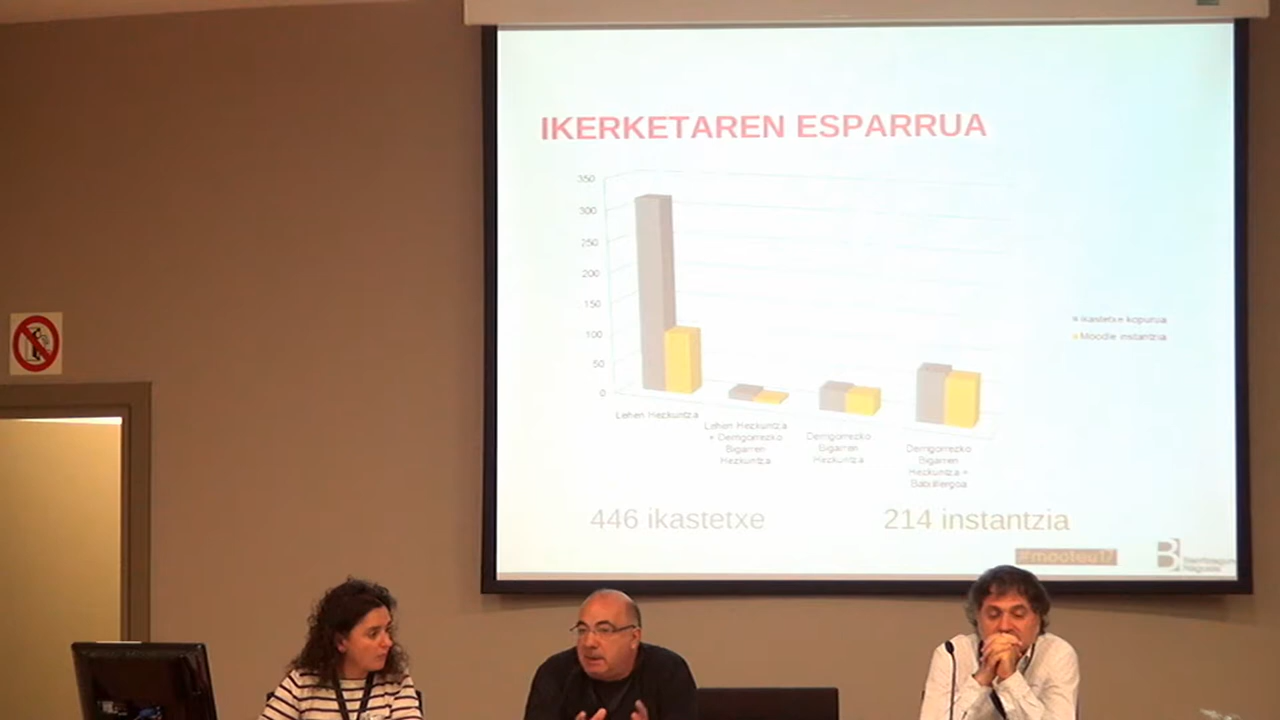 IKERKETAREN ESPARRUA
350
300
250
200
150
100
50
0
Ikastetxe kopurua
Moodle instantzia
Lehen Hezkuntza
Lehen Hezkuntza
+ Derrigorrezko
Bigarren
Hezkuntza
Derrigorrezko
Bigarren
Hezkuntza
Derrigorrezko
Bigarren
Hezkuntza +
Batxillergoa
446 ikastetxe
214 instantzia
#mooteu17
B